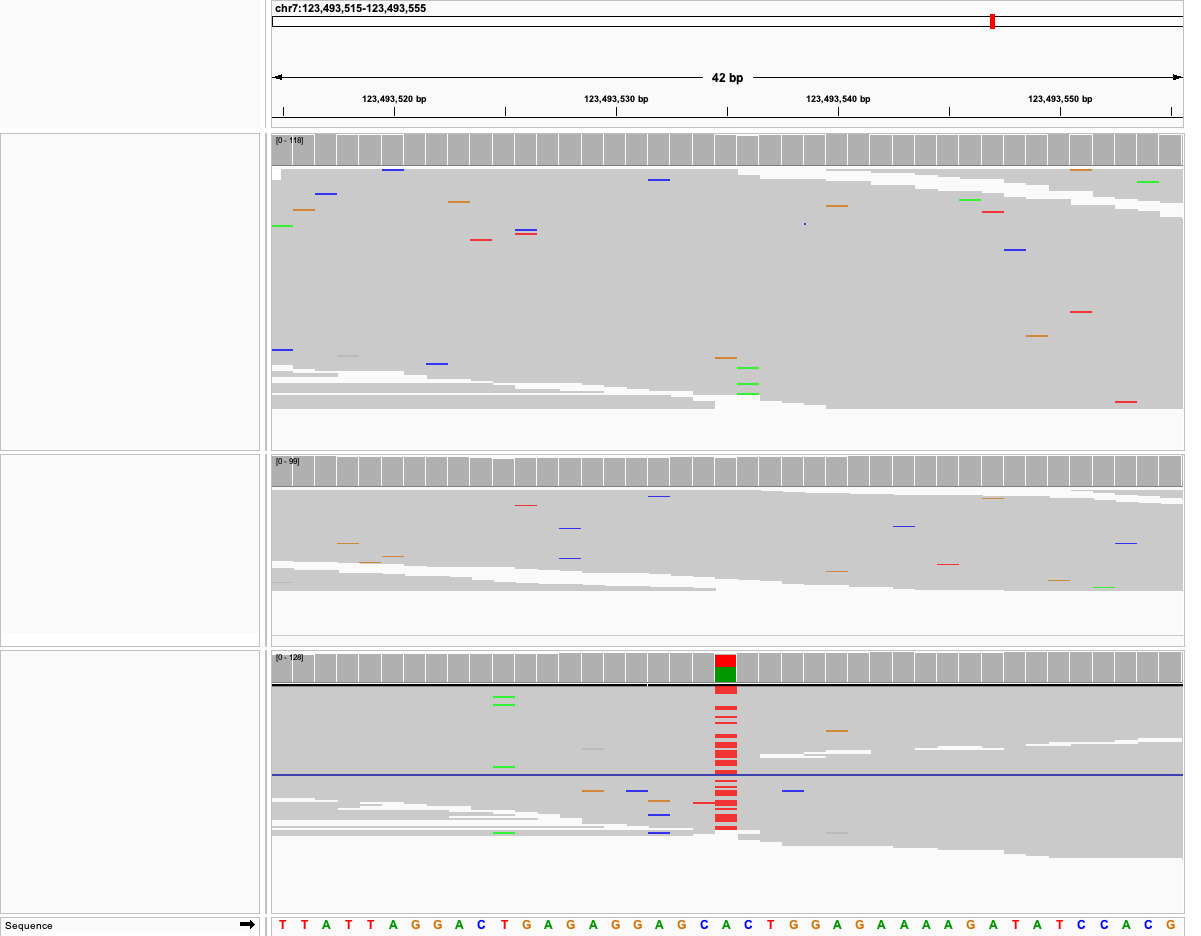 chr7:123,493,515-123,493,555
42 bp
123,493,520 bp 123,493,530 bp 123,493,540 bp 123,493,550 bp
[0 - 118]
[0 - 99]
[0 - 128]
Sequence T T A T T A G G A C T G A G A G G A G C A C T G G A G A A A A G A T A T C C A C G